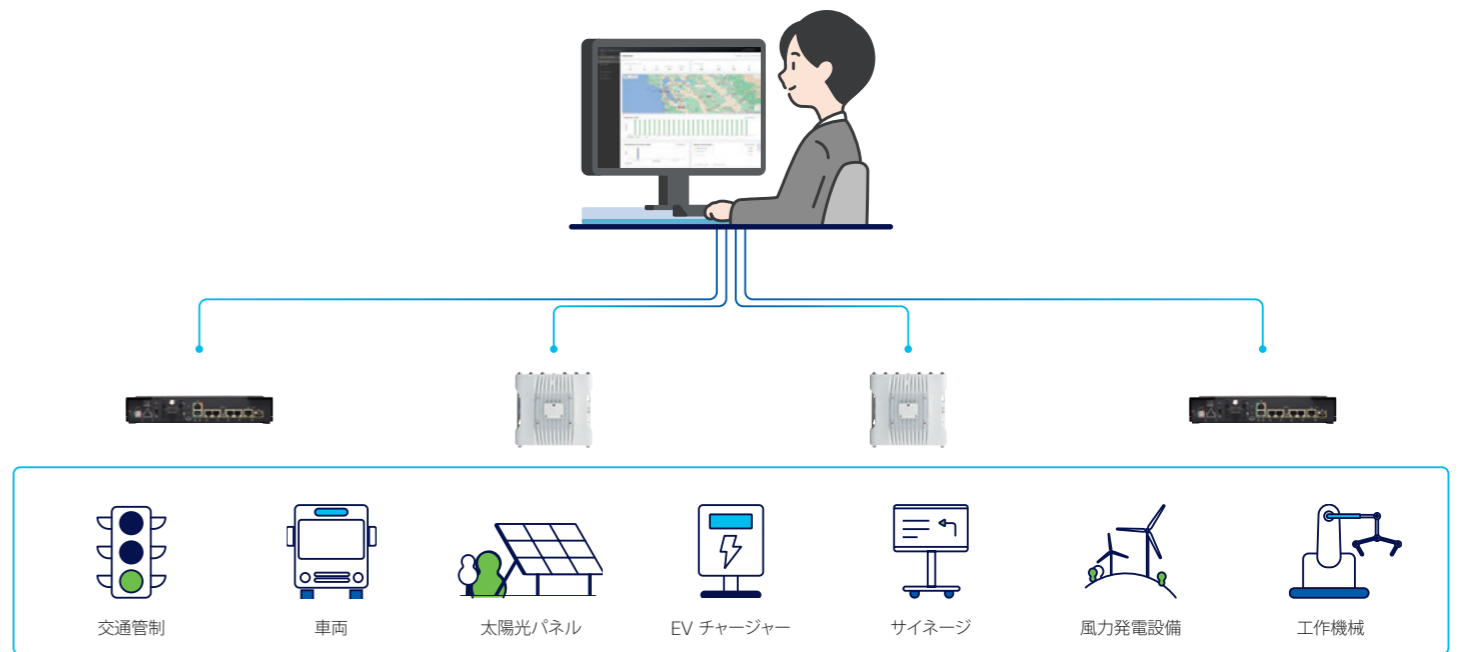 交通管制
車両
太陽光パネル
EV チャージャー
サイネージ
風力発電設備
工作機械